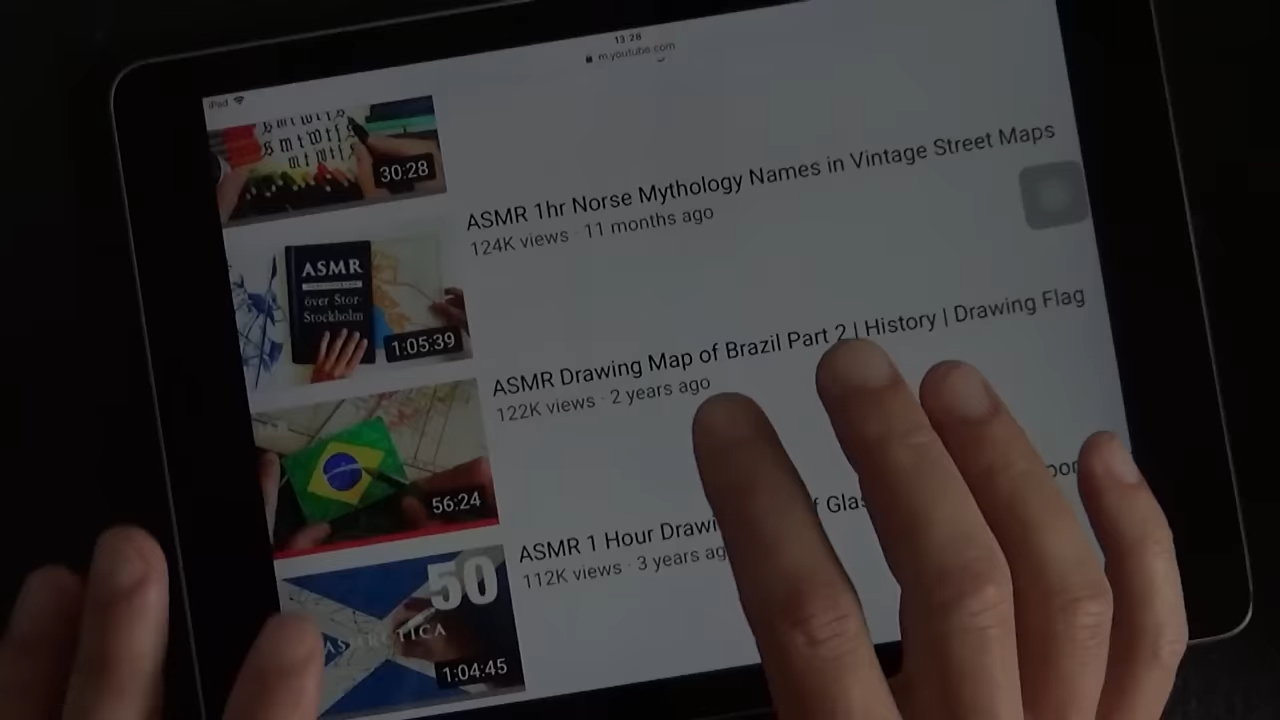 13:28
iPad
m.youtube.com
s m t w t f s
30:28
ASMR 1hr Norse Mythology Names in Vintage Street Maps
124K views · 11 months ago
ASMR
över Stor-
Stockholm
1:05:39
ASMR Drawing Map of Brazil Part 2 | History | Drawing Flag
122K views · 2 years ago
56:24
ASMR 1 Hour
112K views · 3 years
50
ASMRCTICA
1:04:45